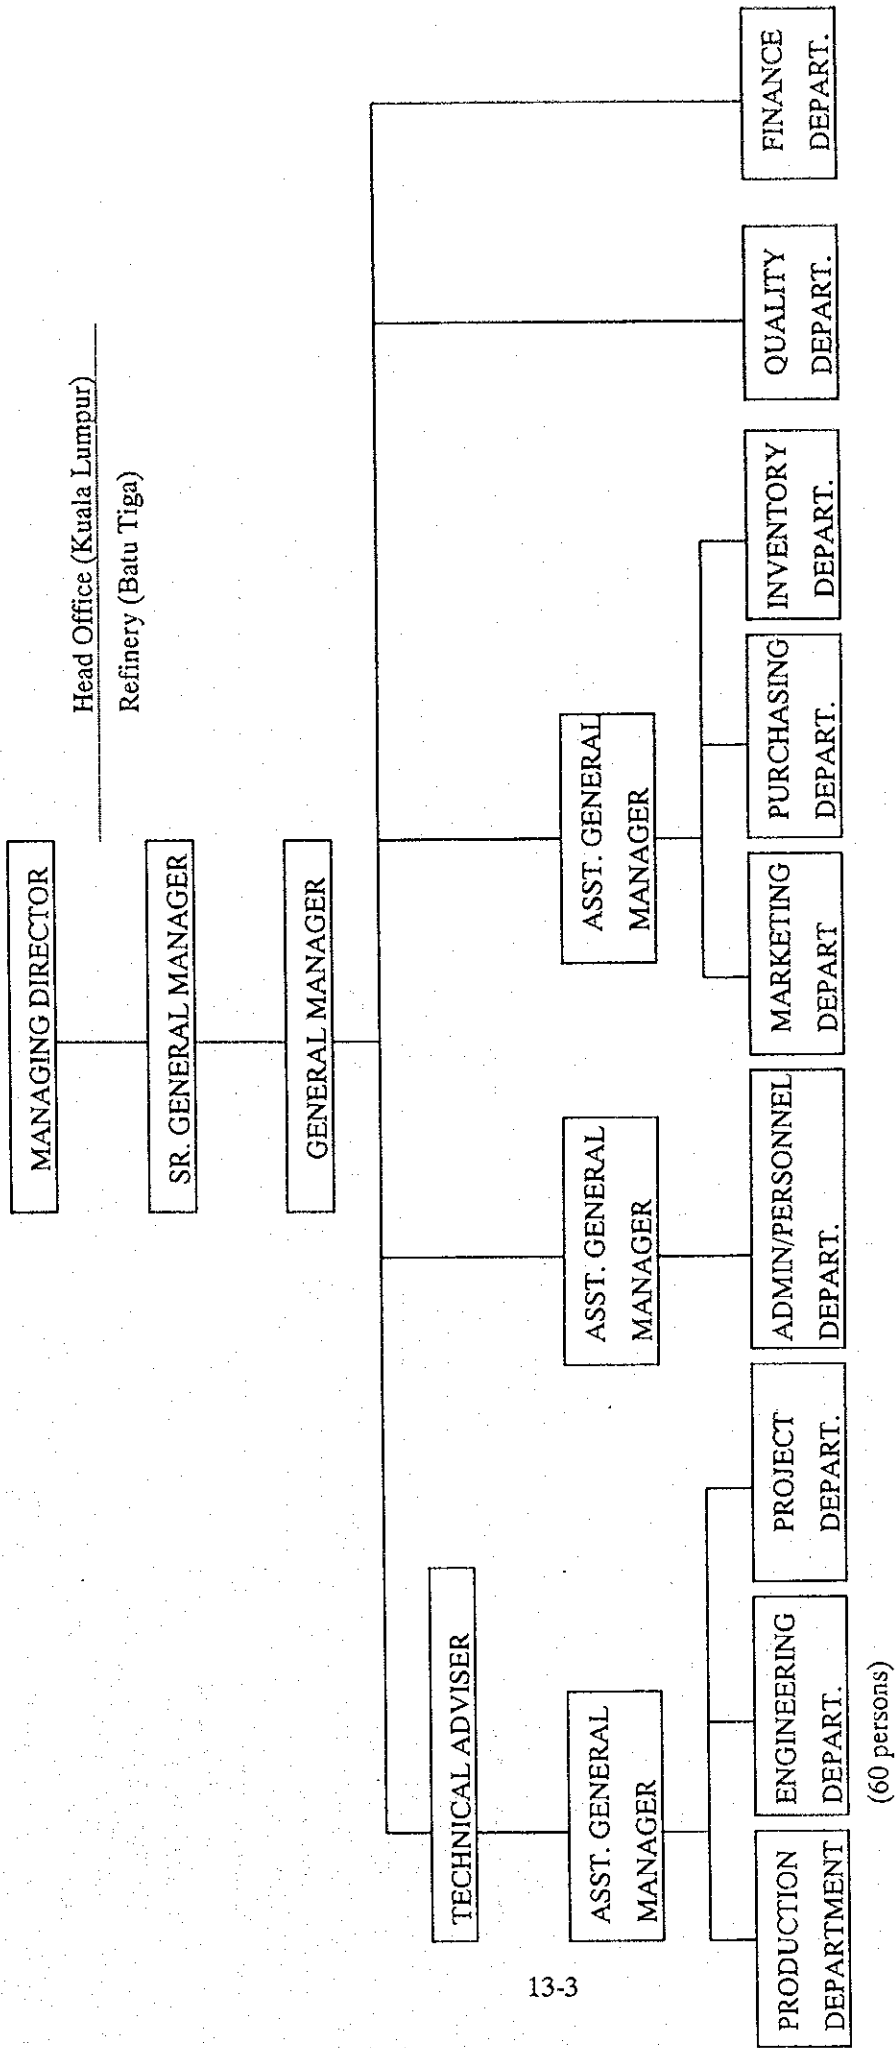 MANAGING DIRECTOR
Head Office (Kuala Lumpur)
Refinery (Batu Tiga)
SR. GENERAL MANAGER
GENERAL MANAGER
TECHNICAL ADVISER
ASST. GENERAL
MANAGER
ASST. GENERAL
MANAGER
ASST. GENERAL
MANAGER
PRODUCTION
DEPARTMENT
ENGINEERING
DEPART.
(60 persons)
PROJECT
DEPART.
ADMIN/PERSONNEL
DEPART.
MARKETING
DEPART
PURCHASING
DEPART.
INVENTORY
DEPART.
QUALITY
DEPART.
FINANCE
DEPART.
13-3